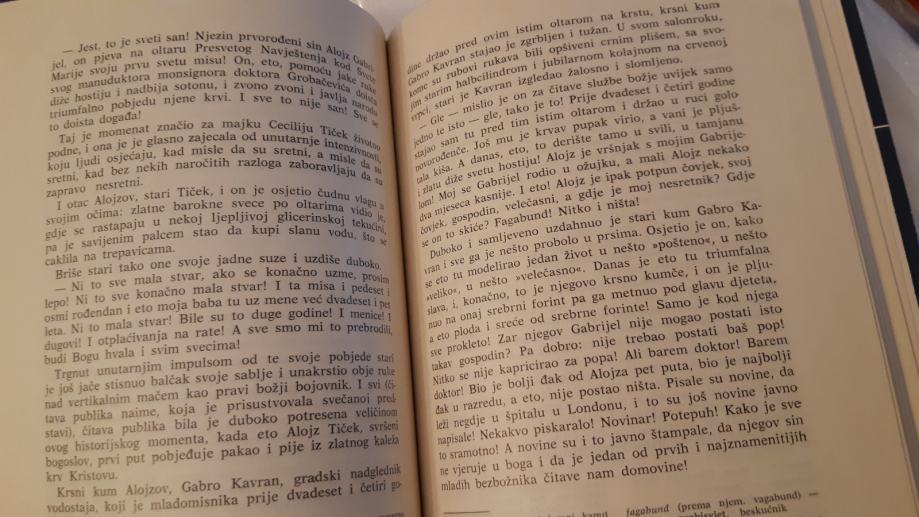 — Jest, to je sveti san! Njezin prvorođeni sin Alojz Gabri-
jel, on pjeva na oltaru Presvetog Navještenja kod Svete
Marije svoju prvu svetu misu! On, eto, pomoću jake ruke
svog manuduktora monsignora doktora Grobačevića doista
diže hostiju i nadbija sotonu, i zvono zvoni i javlja narodu
triumfalno pobjedu njene krvi. I sve to nije san! Sve se
to doista događa!
Taj je momenat značio za majku Ceciliju Tiček životno
podne, i ona je je glasno zajecala od unutarnje intenzivnosti,
koju ljudi osjećaju, kad misle da su sretni, a misle da su
sretni, kad bez nekih naročitih razloga zaboravljaju da su
zapravo nesretni.
I otac Alojzov, stari Tiček, i on je osjetio čudnu vlagu u
svojim očima: zlatne barokne svece po oltarima vidio je,
gdje se rastapaju u nekoj ljepljivoj glicerinskoj tekućini,
pa je savijenim palcem stao da kupi slanu vodu, što se
caklila na trepavicama.
Briše stari tako one svoje jadne suze i uzdiše duboko.
— Ni to sve mala stvar, ako se konačno uzme, prosim
lepo! Ni to sve konačno mala stvar! I ta misa i pedeset i
osmi rođendan i eto moja baba tu uz mene već dvadeset i pet
leta. Ni to mala stvar! Bile su to duge godine! I menice! I
dugovi! I otplaćivanja na rate! A sve smo mi to prebrodili,
budi Bogu hvala i svim svecima!
Trgnut unutarnjim impulsom od te svoje pobjede stari
je još jače stisnuo balčak svoje sablje i unakrstio obje ruke
nad vertikalnim mačem kao pravi božji bojovnik. I svi (či-
tava publika naime, koja je prisustvovala svečanoj pred-
stavi), čitava publika bila je duboko potresena veličinom
ovog historijskog momenta, kada eto Alojz Tiček, svršeni
bogoslov, prvi put pobjeđuje pakao i pije iz zlatnog kaleža
krv Kristovu.
Krsni kum Alojzov, Gabro Kavran, gradski nadglednik
vodostaja, koji je mladomisnika prije dvadeset i četiri go-
dine držao pred ovim istim oltarom na krstu, krsni kum
Gabro Kavran stajao je zgrbljen i tužan. U svom salonroku,
kome su rubovi rukava bili opšiveni crnim plišem, sa svo-
jim starim halbcilindrom i jubilarnom kolajnom na crvenoj
vrpci, stari je Kavran izgledao žalosno i slomljeno.
— Gle — mislio je on za čitave službe božje uvijek samo
jedno te isto — gle, tako je to! Prije dvadeset i četiri godine
stajao sam tu pred tim istim oltarom i držao u ruci golo
novorođenče. Još mu je krvav pupak virio, a vani je pljuš-
tala kiša. A danas, eto, to derište tamo u svili, u tamjanu
i zlatu diže svetu hostiju! Alojz je vršnjak s mojim Gabrije-
lom! Moj se Gabrijel rodio u ožujku, a mali Alojz nekako
dva mjeseca kasnije. I eto! Alojz je ipak potpun čovjek, svoj
čovjek, gospodin, velečasni, a gdje je moj nesretnik? Gdje
se on to skiće? Fagabund! Nitko i ništa!
Duboko i samljeveno uzdahnuo je stari kum Gabro Ka-
vran i sve ga je nešto probolo u prsima. Osjetio je on, kako
se eto tu modelirao jedan život u nešto »pošteno«, u nešto
»veliko«, u nešto »velečasno«. Danas je eto tu triumfalna
slava, i, konačno, to je njegovo krsno kumče, i on je plju-
nuo na onaj srebrni forint pa ga metnuo pod glavu djeteta,
a eto ploda i sreće od srebrne forinte! Samo je kod njega
sve prokleto! Zar njegov Gabrijel nije mogao postati isto
takav gospodin? Pa dobro: nije trebao postati baš pop!
Nitko se nije kapricirao za popa! Ali barem doktor! Barem
doktor! Bio je bolji đak od Alojza pet puta, bio je najbolji
đak u razredu, a eto, nije postao ništa. Pisale su novine, da
leži negdje u špitalu u Londonu, i to su još novine javno
napisale! Nekakvo piskaralo! Novinar! Potepuh! Kako je sve
to sramotno! A novine su i to javno štampale, da njegov sin
ne vjeruje u boga i da je jedan od prvih i najznamenitijih
mladih bezbožnika čitave nam domovine!
fagabund (prema njem. vagabund) —
beskućnik